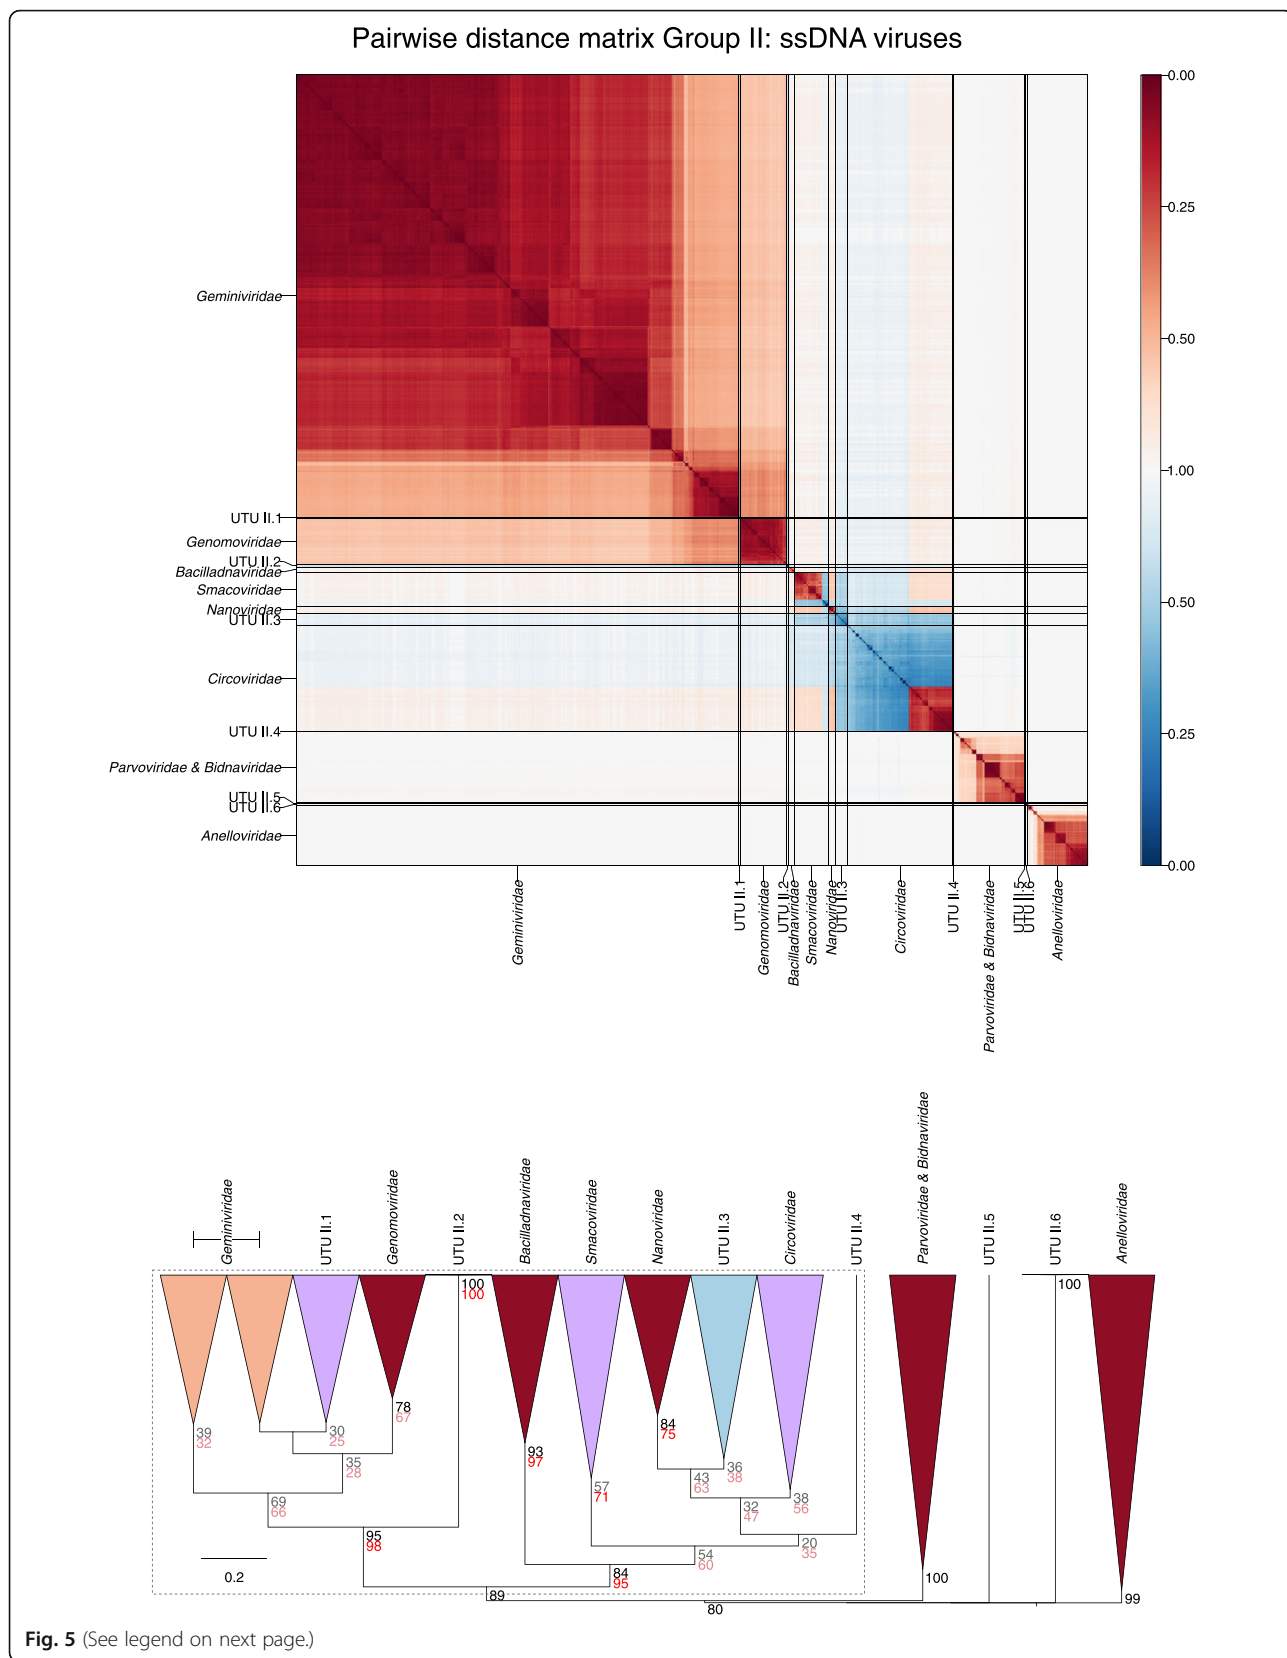 Pairwise distance matrix Group II: ssDNA viruses
0.00
0.25
0.50
1.00
0.50
0.25
0.00
Geminiviridae
UTU II.1
Genomoviridae
UTU II.2
Bacilladnaviridae
Smacoviridae
Nanoviridae
UTU II.3
Circoviridae
UTU II.4
Parvoviridae & Bidnaviridae
UTU II.5
UTU II.6
Anelloviridae
Geminiviridae
UTU II.1
Genomoviridae
UTU II.2
Bacilladnaviridae
Smacoviridae
Nanoviridae
UTU II.3
Circoviridae
UTU II.4
Parvoviridae & Bidnaviridae
UTU II.5
UTU II.6
Anelloviridae
Geminiviridae
UTU II.1
Genomoviridae
UTU II.2
Bacilladnaviridae
Smacoviridae
Nanoviridae
UTU II.3
Circoviridae
UTU II.4
Parvoviridae & Bidnaviridae
UTU II.5
UTU II.6
Anelloviridae
100
100
100
78
67
84
75
39
32
30
25
93
97
35
28
36
38
43
63
57
71
38
56
69
66
32
47
95
98
20
35
54
60
84
95
100
0.2
89
99
80
Fig. 5 (See legend on next page.)